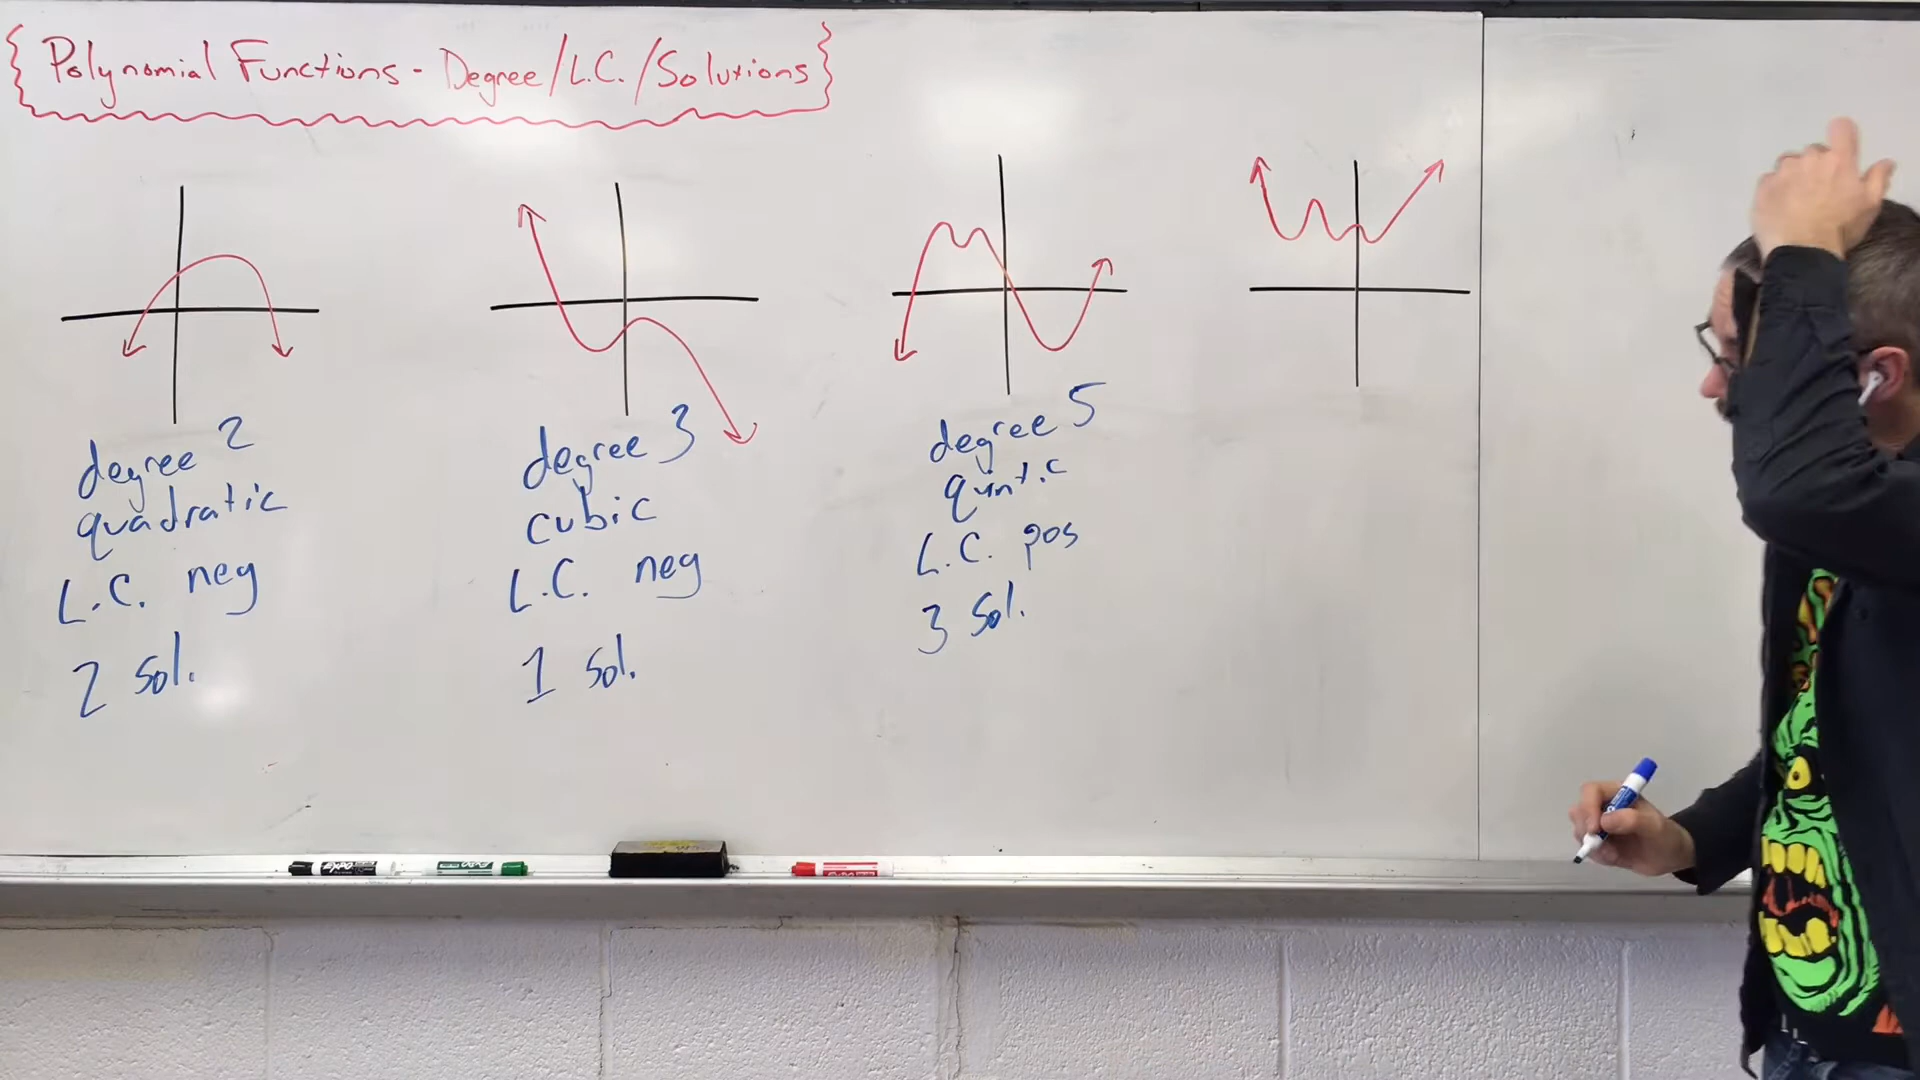 Polynomial Functions - Degree/L.C./Solutions
degree 2
quadratic
L.C. neg
2 sol.
degree 3
cubic
L.C. neg
1 sol.
degree 5
quintic
L.C. pos
3 sol.
EXPO